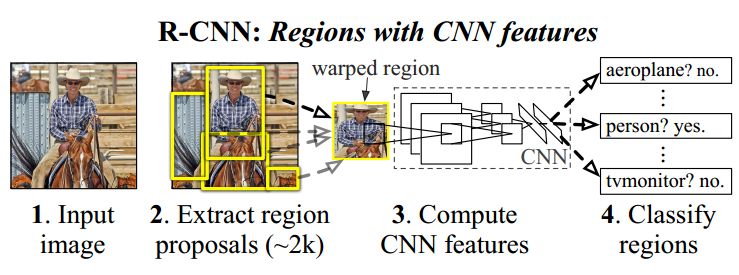 R-CNN: Regions with CNN features
warped region
aeroplane? no.
⋮
person? yes.
⋮
tvmonitor? no.
CNN
1. Input
image
2. Extract region
proposals (~2k)
3. Compute
CNN features
4. Classify
regions